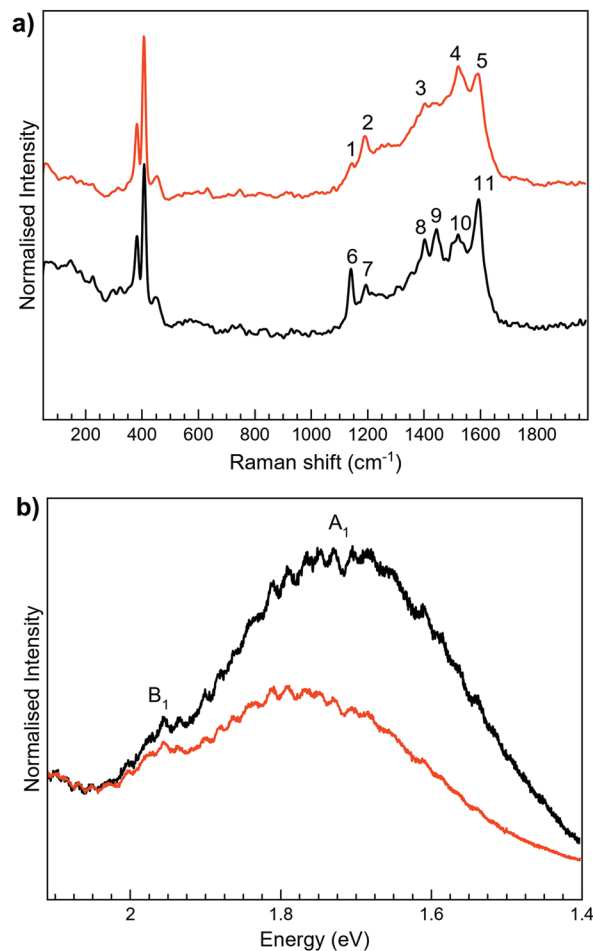 a)
Normalised Intensity
1 2 3 4 5
6 7 8 9 10 11
200 400 600 800 1000 1200 1400 1600 1800
Raman shift (cm⁻¹)
b)
Normalised Intensity
A₁
B₁
2 1.8 1.6 1.4
Energy (eV)